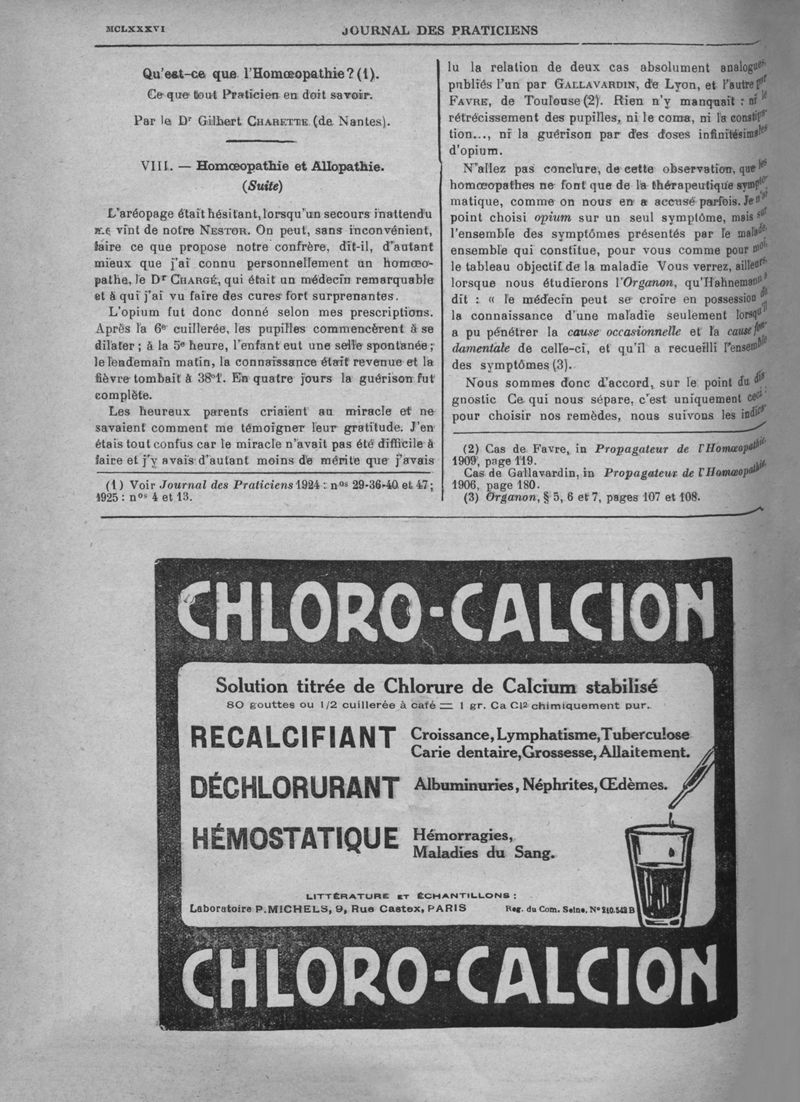 MCLXXXVI
JOURNAL DES PRATICIENS
Qu'est-ce que l'Homœopathie? (1).
Ce que tout Praticien en doit savoir.
Par le Dr Gilbert CHARETTE (de Nantes).
VIII. — Homœopathie et Allopathie.
(Suite)
L'aréopage était hésitant, lorsqu'un secours inattendu
me vint de notre NESTOR. On peut, sans inconvénient,
faire ce que propose notre confrère, dit-il, d'autant
mieux que j'ai connu personnellement un homœo-
pathe, le Dr CHARGÉ, qui était un médecin remarquable
et à qui j'ai vu faire des cures fort surprenantes.
L'opium fut donc donné selon mes prescriptions.
Après la 6e cuillerée, les pupilles commencèrent à se
dilater ; à la 5e heure, l'enfant eut une selle spontanée ;
le lendemain matin, la connaissance était revenue et la
fièvre tombait à 38°1. En quatre jours la guérison fut
complète.
Les heureux parents criaient au miracle et ne
savaient comment me témoigner leur gratitude. J'en
étais tout confus car le miracle n'avait pas été difficile à
faire et j'y avais d'autant moins de mérite que j'avais
(1) Voir Journal des Praticiens 1924 : nos 29-36-40 et 47 ;
1925 : nos 4 et 13.
lu la relation de deux cas absolument analogues
publiés l'un par GALLAVARDIN, de Lyon, et l'autre par
FAVRE, de Toulouse (2). Rien n'y manquait : ni le
rétrécissement des pupilles, ni le coma, ni la constipa-
tion..., ni la guérison par des doses infinitésimales
d'opium.
N'allez pas conclure, de cette observation, que les
homœopathes ne font que de la thérapeutique sympto-
matique, comme on nous en a accusé parfois. Je n'ai
point choisi opium sur un seul symptôme, mais sur
l'ensemble des symptômes présentés par le malade,
ensemble qui constitue, pour vous comme pour moi,
le tableau objectif de la maladie Vous verrez, ailleurs,
lorsque nous étudierons l'Organon, qu'Hahnemann a
dit : « le médecin peut se croire en possession de
la connaissance d'une maladie seulement lorsqu'il
a pu pénétrer la cause occasionnelle et la cause fon-
damentale de celle-ci, et qu'il a recueilli l'ensemble
des symptômes (3).
Nous sommes donc d'accord, sur le point du dia-
gnostic Ce qui nous sépare, c'est uniquement ceci :
pour choisir nos remèdes, nous suivons les indica-
(2) Cas de Favre, in Propagateur de l'Homœopathie,
1909, page 119.
Cas de Gallavardin, in Propagateur de l'Homœopathie,
1906, page 180.
(3) Organon, § 5, 6 et 7, pages 107 et 108.
CHLORO-CALCION
Solution titrée de Chlorure de Calcium stabilisé
80 gouttes ou 1/2 cuillerée à café = 1 gr. Ca Cl2 chimiquement pur.
RECALCIFIANT Croissance, Lymphatisme, Tuberculose
Carie dentaire, Grossesse, Allaitement.
DÉCHLORURANT Albuminuries, Néphrites, Œdèmes.
HÉMOSTATIQUE Hémorragies,
Maladies du Sang.
LITTÉRATURE ET ÉCHANTILLONS :
Laboratoire P. MICHELS, 9, Rue Castex, PARIS Reg. du Com. Seine, N° 210.542 B
CHLORO-CALCION